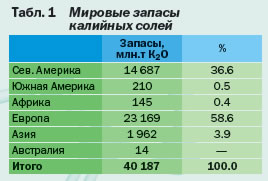 Табл. 1 Мировые запасы
калийных солей
Запасы, %
млн.т K₂O
Сев. Америка 14 687 36.6
Южная Америка 210 0.5
Африка 145 0.4
Европа 23 169 58.6
Азия 1 962 3.9
Австралия 14 —
Итого 40 187 100.0